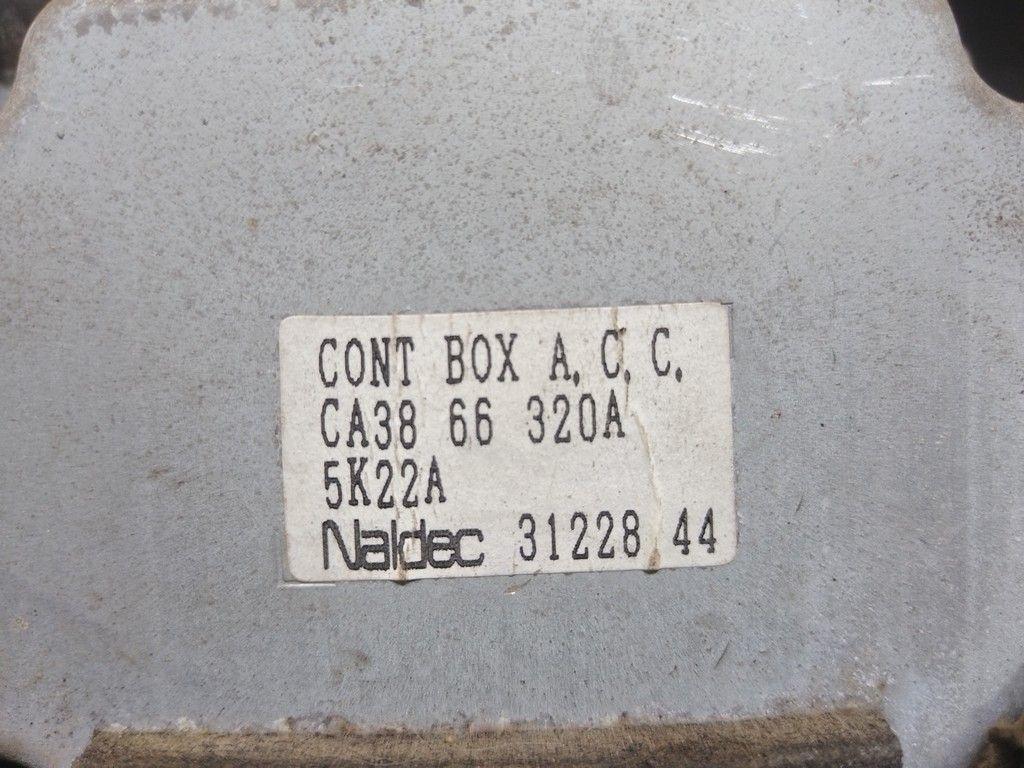 CONT BOX A. C. C.
CA38 66 320A
5K22A
Naldec 31228 44